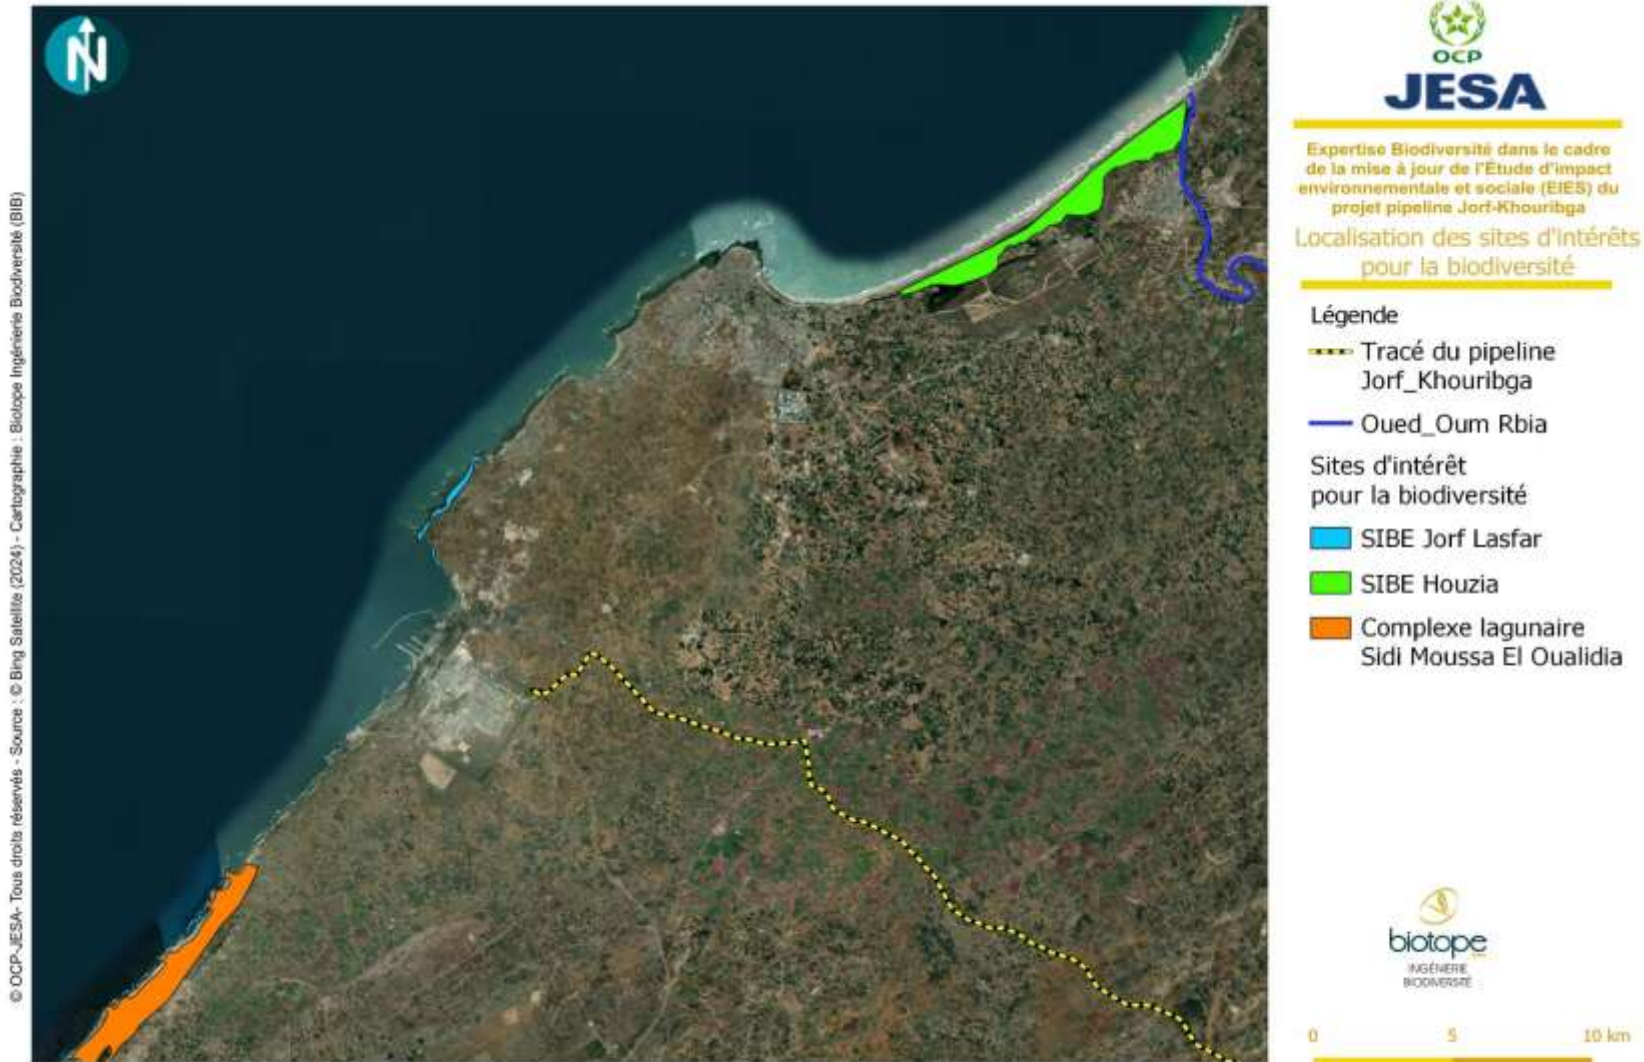 N
© OCP-JESA- Tous droits réservés - Source : © Bing Satellite (2024) - Cartographie : Biotope Ingénierie Biodiversité (BIB)
OCP
JESA
Expertise Biodiversité dans le cadre
de la mise à jour de l'Étude d'impact
environnementale et sociale (EIES) du
projet pipeline Jorf-Khouribga
Localisation des sites d'intérêts
pour la biodiversité
Légende
Tracé du pipeline
Jorf_Khouribga
Oued_Oum Rbia
Sites d'intérêt
pour la biodiversité
SIBE Jorf Lasfar
SIBE Houzia
Complexe lagunaire
Sidi Moussa El Oualidia
biotope
INGÉNIERIE
BIODIVERSITÉ
0 5 10 km